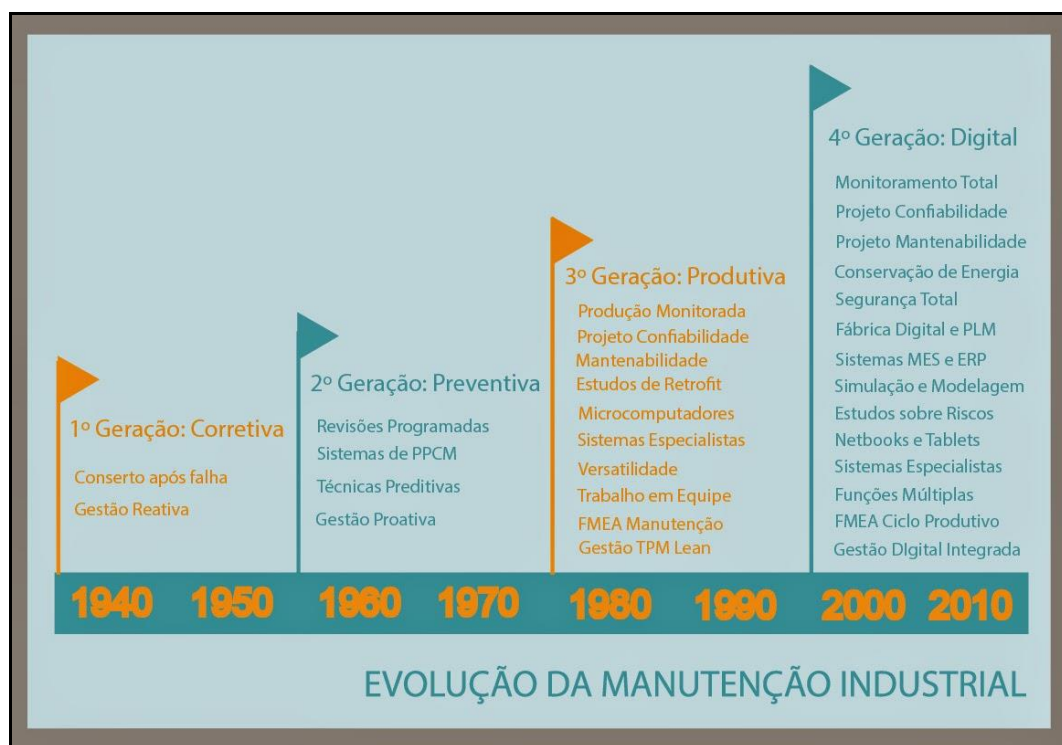 1º Geração: Corretiva
Conserto após falha
Gestão Reativa
2º Geração: Preventiva
Revisões Programadas
Sistemas de PPCM
Técnicas Preditivas
Gestão Proativa
3º Geração: Produtiva
Produção Monitorada
Projeto Confiabilidade
Mantenabilidade
Estudos de Retrofit
Microcomputadores
Sistemas Especialistas
Versatilidade
Trabalho em Equipe
FMEA Manutenção
Gestão TPM Lean
4º Geração: Digital
Monitoramento Total
Projeto Confiabilidade
Projeto Mantenabilidade
Conservação de Energia
Segurança Total
Fábrica Digital e PLM
Sistemas MES e ERP
Simulação e Modelagem
Estudos sobre Riscos
Netbooks e Tablets
Sistemas Especialistas
Funções Múltiplas
FMEA Ciclo Produtivo
Gestão DIgital Integrada
1940 1950 1960 1970 1980 1990 2000 2010
EVOLUÇÃO DA MANUTENÇÃO INDUSTRIAL